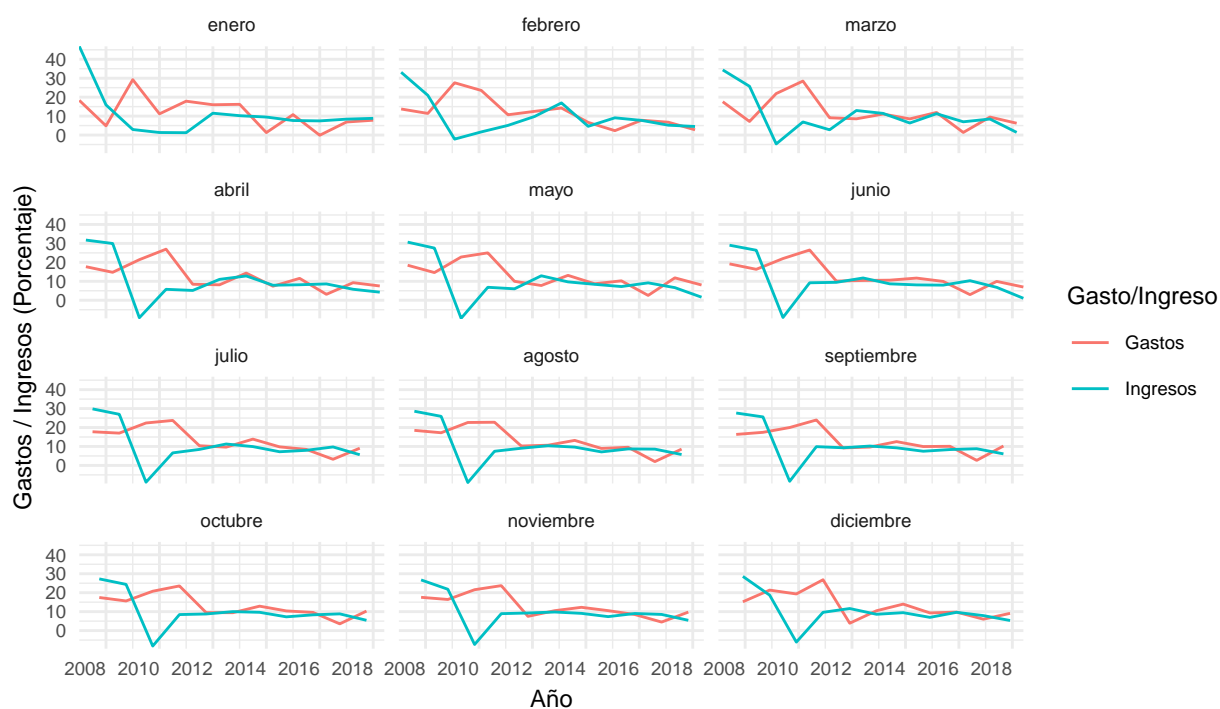 enero febrero marzo
40
30
20
10
0
abril mayo junio
40
30
20
10
0
julio agosto septiembre
40
30
20
10
0
octubre noviembre diciembre
40
30
20
10
0
2008 2010 2012 2014 2016 2018 2008 2010 2012 2014 2016 2018 2008 2010 2012 2014 2016 2018
Año
Gastos / Ingresos (Porcentaje)
Gasto/Ingreso
Gastos
Ingresos